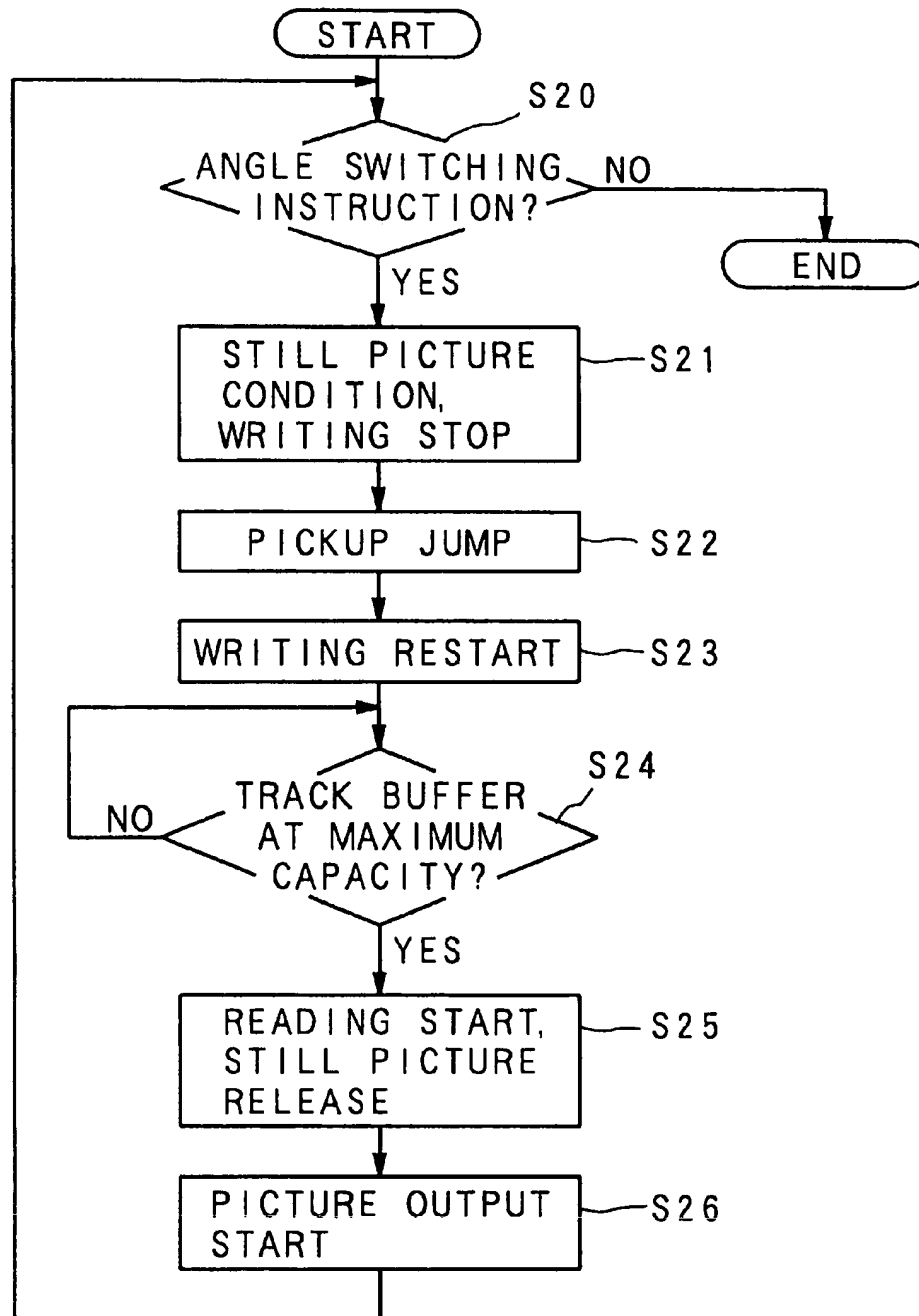 START
S20
ANGLE SWITCHING
INSTRUCTION?
NO
END
YES
STILL PICTURE
CONDITION,
WRITING STOP
S21
PICKUP JUMP
S22
WRITING RESTART
S23
S24
TRACK BUFFER
AT MAXIMUM
CAPACITY?
NO
YES
READING START,
STILL PICTURE
RELEASE
S25
PICTURE OUTPUT
START
S26